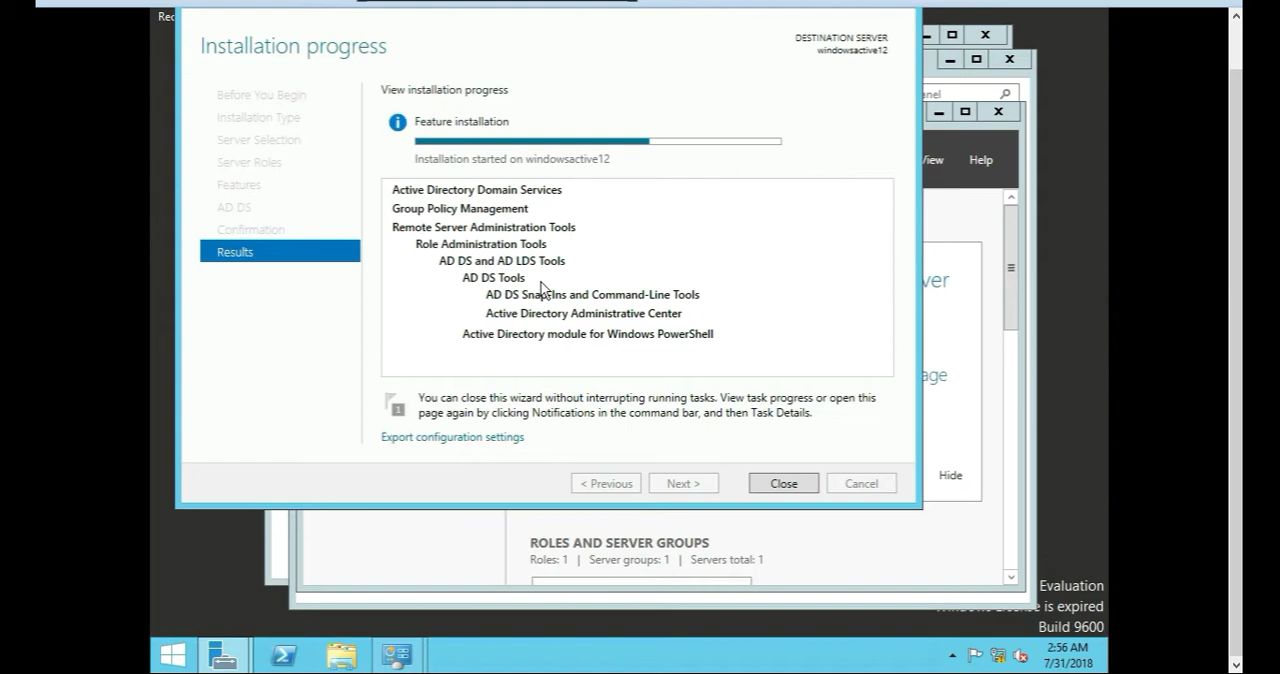 Rec
Installation progress
DESTINATION SERVER
windowsactive12
Before You Begin
Installation Type
Server Selection
Server Roles
Features
AD DS
Confirmation
Results
View installation progress
Feature installation
Installation started on windowsactive12
Active Directory Domain Services
Group Policy Management
Remote Server Administration Tools
Role Administration Tools
AD DS and AD LDS Tools
AD DS Tools
AD DS Snap-Ins and Command-Line Tools
Active Directory Administrative Center
Active Directory module for Windows PowerShell
1
You can close this wizard without interrupting running tasks. View task progress or open this
page again by clicking Notifications in the command bar, and then Task Details.
Export configuration settings
< Previous
Next >
Close
Cancel
anel
View
Help
ver
age
Hide
ROLES AND SERVER GROUPS
Roles: 1 | Server groups: 1 | Servers total: 1
Evaluation
is expired
Build 9600
2:56 AM
7/31/2018